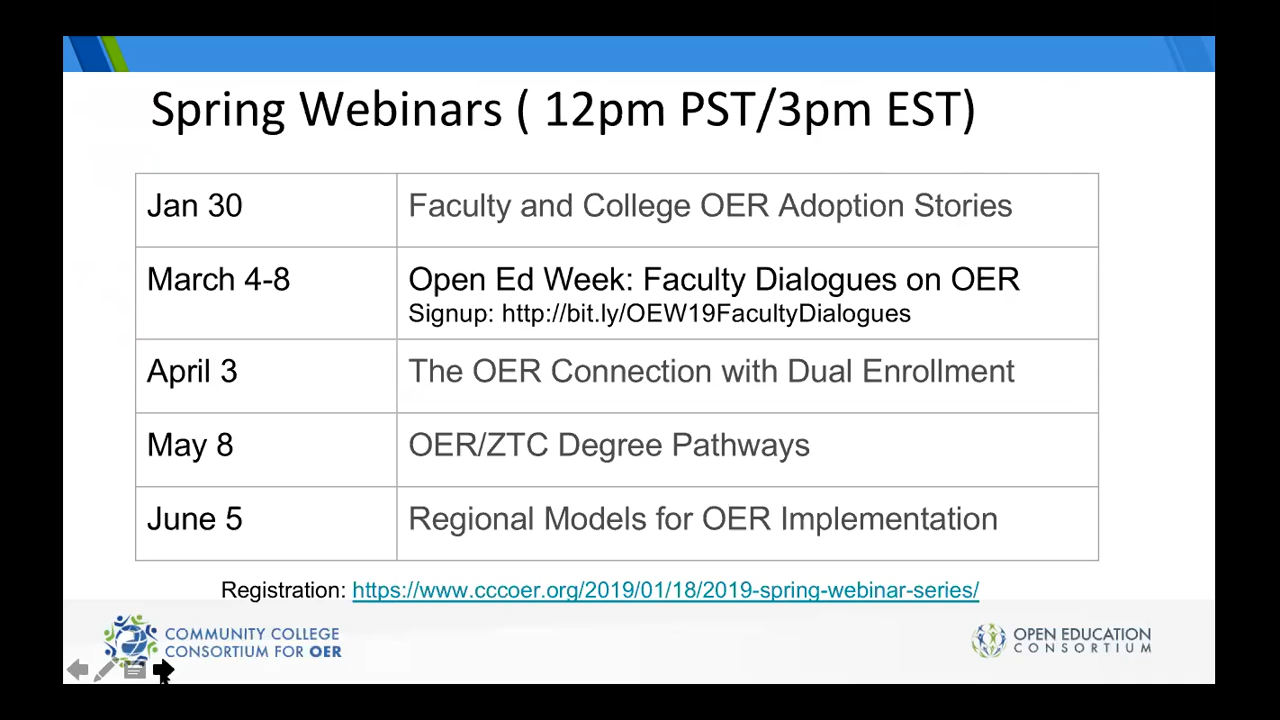 Spring Webinars ( 12pm PST/3pm EST)
Jan 30
Faculty and College OER Adoption Stories
March 4-8
Open Ed Week: Faculty Dialogues on OER
Signup: http://bit.ly/OEW19FacultyDialogues
April 3
The OER Connection with Dual Enrollment
May 8
OER/ZTC Degree Pathways
June 5
Regional Models for OER Implementation
Registration: https://www.cccoer.org/2019/01/18/2019-spring-webinar-series/
COMMUNITY COLLEGE
CONSORTIUM FOR OER
OPEN EDUCATION
CONSORTIUM